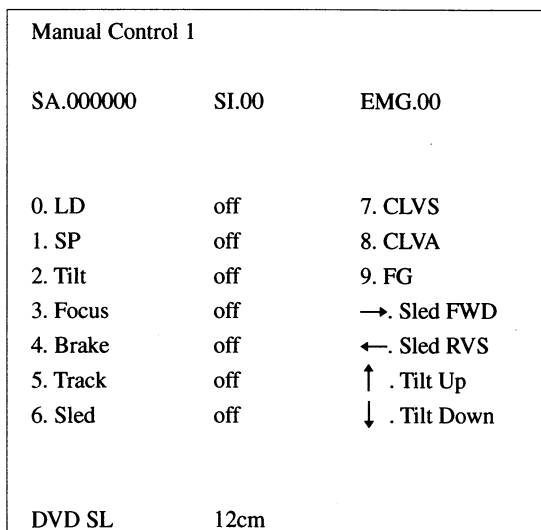 Manual Control 1
SA.000000 SI.00 EMG.00
0. LD off 7. CLVS
1. SP off 8. CLVA
2. Tilt off 9. FG
3. Focus off →. Sled FWD
4. Brake off ←. Sled RVS
5. Track off ↑ . Tilt Up
6. Sled off ↓ . Tilt Down
DVD SL 12cm